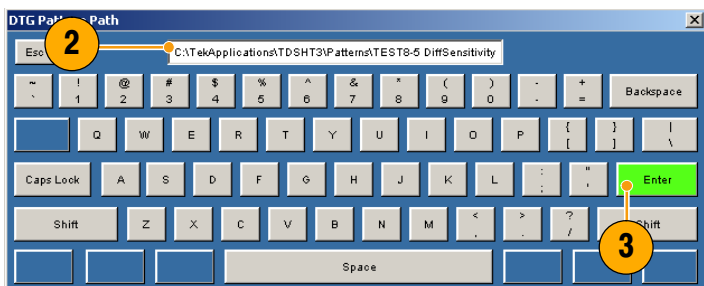 DTG Pat Path X
Esc 2 C:\TekApplications\TDSHT3\Patterns\TEST8-5 DiffSensitivity
~ ! @ # $ % ^ & * ( ) - +
` 1 2 3 4 5 6 7 8 9 0 - = Backspace
Q W E R T Y U I O P { [ } ] | \
Caps Lock A S D F G H J K L : ; " ' Enter
Shift Z X C V B N M < , > . ? / Shift
3
Space